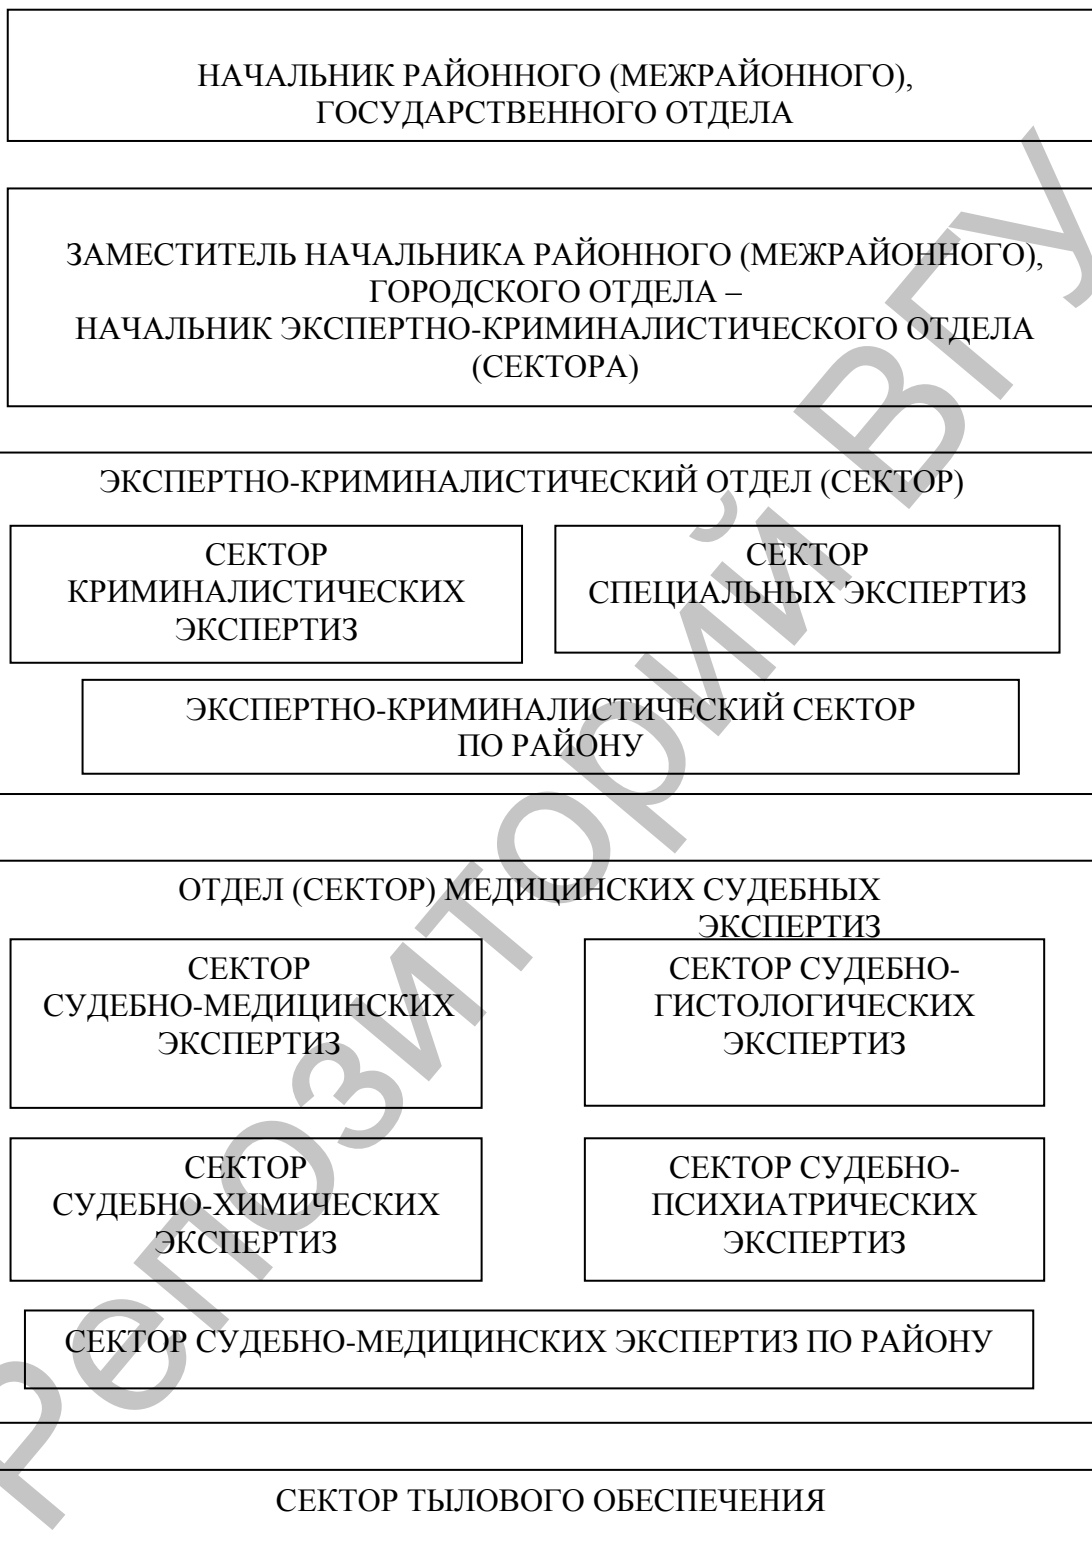 НАЧАЛЬНИК РАЙОННОГО (МЕЖРАЙОННОГО),
ГОСУДАРСТВЕННОГО ОТДЕЛА
ЗАМЕСТИТЕЛЬ НАЧАЛЬНИКА РАЙОННОГО (МЕЖРАЙОННОГО),
ГОРОДСКОГО ОТДЕЛА –
НАЧАЛЬНИК ЭКСПЕРТНО-КРИМИНАЛИСТИЧЕСКОГО ОТДЕЛА
(СЕКТОРА)
ЭКСПЕРТНО-КРИМИНАЛИСТИЧЕСКИЙ ОТДЕЛ (СЕКТОР)
СЕКТОР
КРИМИНАЛИСТИЧЕСКИХ
ЭКСПЕРТИЗ
СЕКТОР
СПЕЦИАЛЬНЫХ ЭКСПЕРТИЗ
ЭКСПЕРТНО-КРИМИНАЛИСТИЧЕСКИЙ СЕКТОР
ПО РАЙОНУ
ОТДЕЛ (СЕКТОР) МЕДИЦИНСКИХ СУДЕБНЫХ
ЭКСПЕРТИЗ
СЕКТОР
СУДЕБНО-МЕДИЦИНСКИХ
ЭКСПЕРТИЗ
СЕКТОР СУДЕБНО-
ГИСТОЛОГИЧЕСКИХ
ЭКСПЕРТИЗ
СЕКТОР
СУДЕБНО-ХИМИЧЕСКИХ
ЭКСПЕРТИЗ
СЕКТОР СУДЕБНО-
ПСИХИАТРИЧЕСКИХ
ЭКСПЕРТИЗ
СЕКТОР СУДЕБНО-МЕДИЦИНСКИХ ЭКСПЕРТИЗ ПО РАЙОНУ
СЕКТОР ТЫЛОВОГО ОБЕСПЕЧЕНИЯ
Репозиторий ВГУ